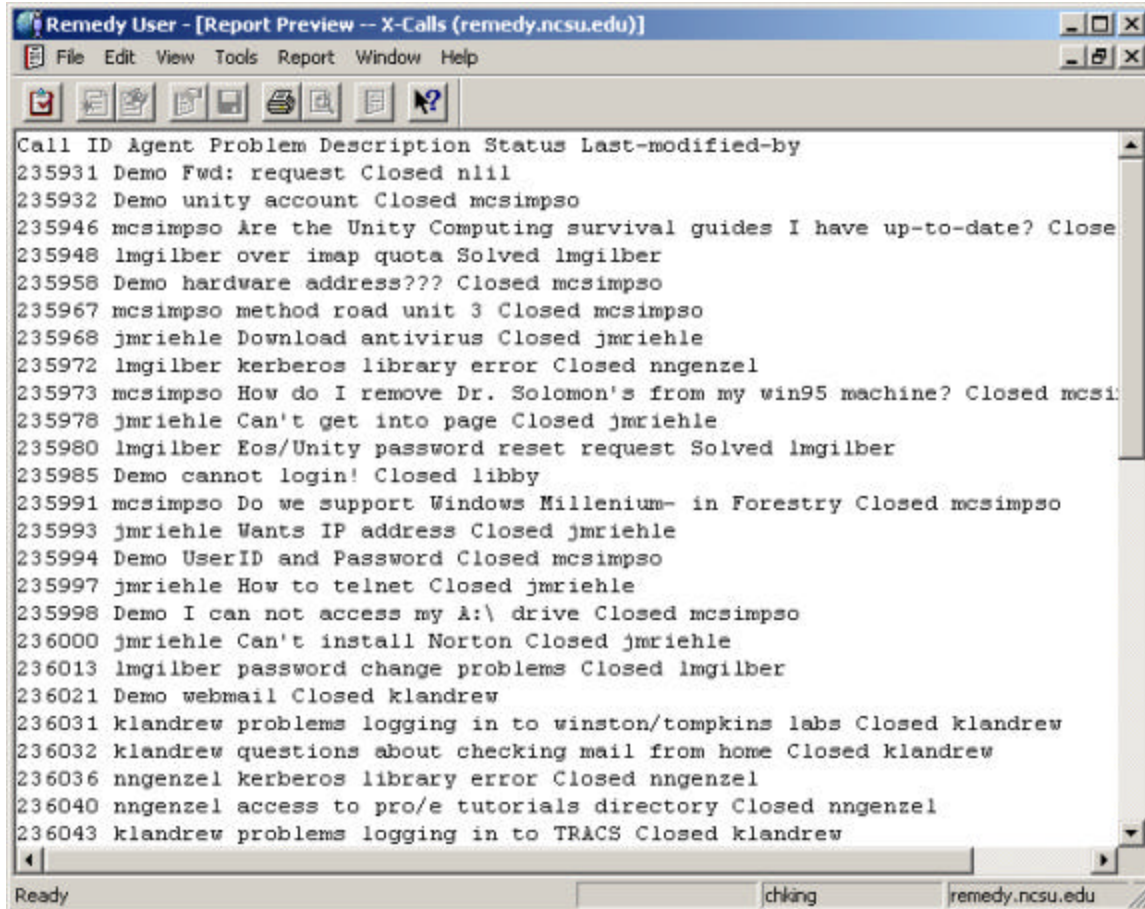 Remedy User - [Report Preview -- X-Calls (remedy.ncsu.edu)]
File Edit View Tools Report Window Help
Call ID Agent Problem Description Status Last-modified-by
235931 Demo Fwd: request Closed nlil
235932 Demo unity account Closed mcsimpso
235946 mcsimpso Are the Unity Computing survival guides I have up-to-date? Close
235948 lmgilber over imap quota Solved lmgilber
235958 Demo hardware address??? Closed mcsimpso
235967 mcsimpso method road unit 3 Closed mcsimpso
235968 jmriehle Download antivirus Closed jmriehle
235972 lmgilber kerberos library error Closed nngenzel
235973 mcsimpso How do I remove Dr. Solomon's from my win95 machine? Closed mcsi
235978 jmriehle Can't get into page Closed jmriehle
235980 lmgilber Eos/Unity password reset request Solved lmgilber
235985 Demo cannot login! Closed libby
235991 mcsimpso Do we support Windows Millenium- in Forestry Closed mcsimpso
235993 jmriehle Wants IP address Closed jmriehle
235994 Demo UserID and Password Closed mcsimpso
235997 jmriehle How to telnet Closed jmriehle
235998 Demo I can not access my A:\ drive Closed mcsimpso
236000 jmriehle Can't install Norton Closed jmriehle
236013 lmgilber password change problems Closed lmgilber
236021 Demo webmail Closed klandrew
236031 klandrew problems logging in to winston/tompkins labs Closed klandrew
236032 klandrew questions about checking mail from home Closed klandrew
236036 nngenzel kerberos library error Closed nngenzel
236040 nngenzel access to pro/e tutorials directory Closed nngenzel
236043 klandrew problems logging in to TRACS Closed klandrew
Ready chking remedy.ncsu.edu